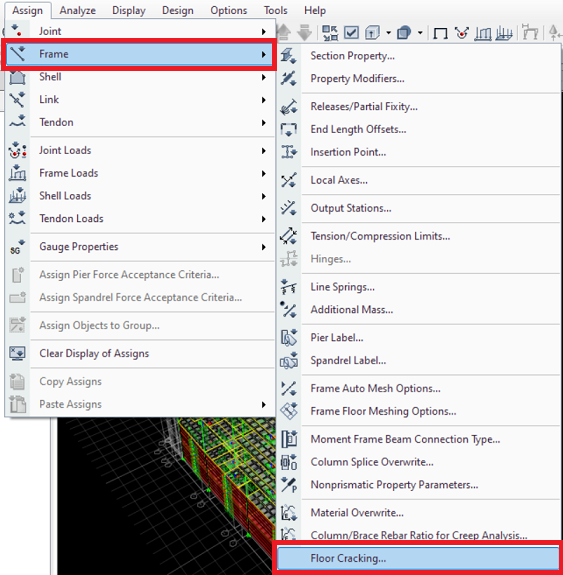 Assign Analyze Display Design Options Tools Help
Joint
Frame
Shell
Link
Tendon
Joint Loads
Frame Loads
Shell Loads
Tendon Loads
SG Gauge Properties
Assign Pier Force Acceptance Criteria...
Assign Spandrel Force Acceptance Criteria...
Assign Objects to Group...
Clear Display of Assigns
Copy Assigns
Paste Assigns
Section Property...
Property Modifiers...
Releases/Partial Fixity...
End Length Offsets...
Insertion Point...
Local Axes...
Output Stations...
Tension/Compression Limits...
Hinges...
Line Springs...
Additional Mass...
Pier Label...
Spandrel Label...
Frame Auto Mesh Options...
Frame Floor Meshing Options...
Moment Frame Beam Connection Type...
Column Splice Overwrite...
Nonprismatic Property Parameters...
Material Overwrite...
Column/Brace Rebar Ratio for Creep Analysis...
Floor Cracking...